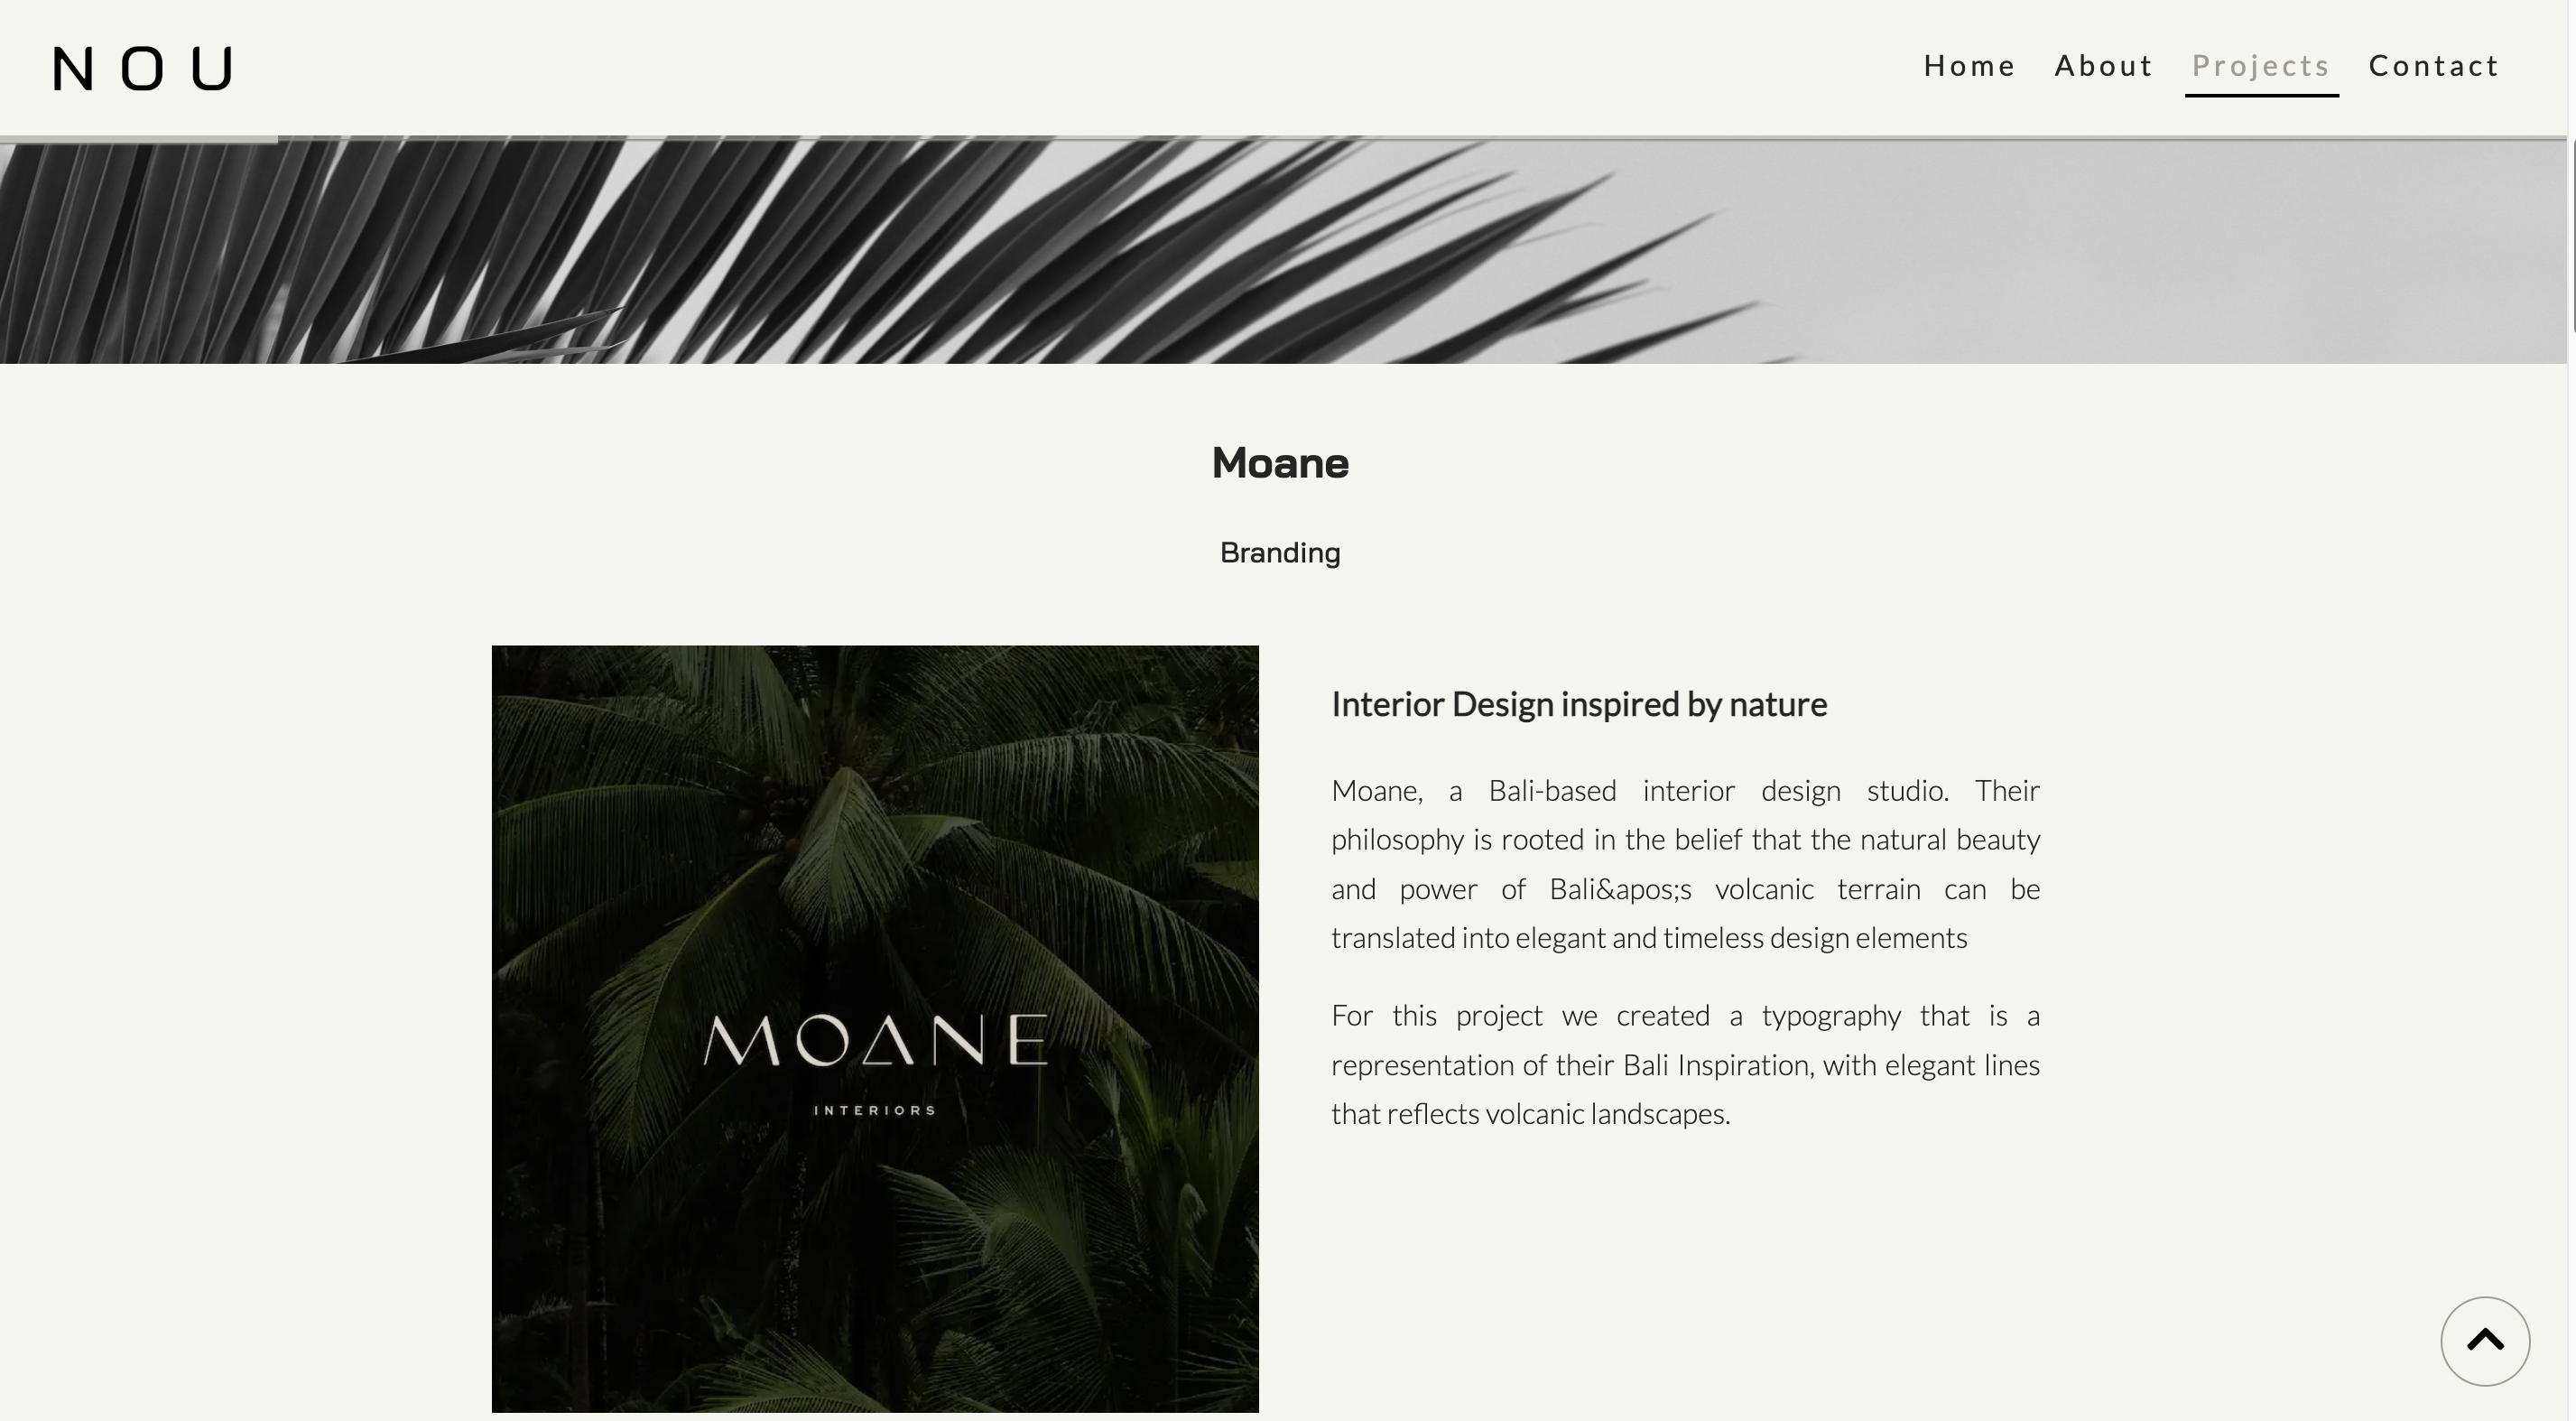 NOU
Home About Projects Contact
Moane
Branding
MOANE
INTERIORS
Interior Design inspired by nature
Moane, a Bali-based interior design studio. Their
philosophy is rooted in the belief that the natural beauty
and power of Bali&apos;s volcanic terrain can be
translated into elegant and timeless design elements
For this project we created a typography that is a
representation of their Bali Inspiration, with elegant lines
that reflects volcanic landscapes.